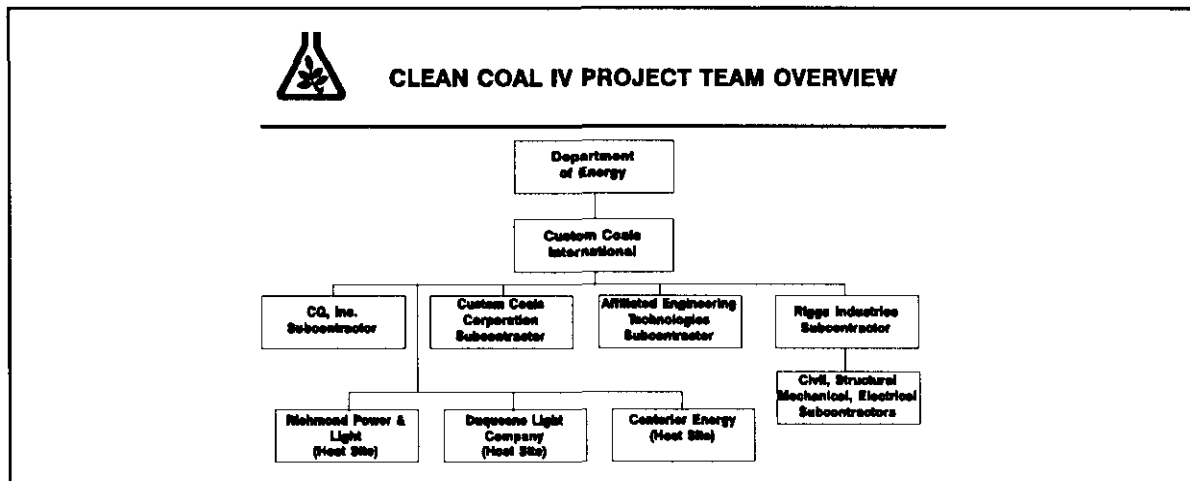 CLEAN COAL IV PROJECT TEAM OVERVIEW
Department
of Energy
Custom Coals
International
CQ, Inc.
Subcontractor
Custom Coals
Corporation
Subcontractor
Affiliated Engineering
Technologies
Subcontractor
Riggs Industries
Subcontractor
Civil, Structural
Mechanical, Electrical
Subcontractors
Richmond Power &
Light
(Host Site)
Duquesne Light
Company
(Host Site)
Centerior Energy
(Host Site)